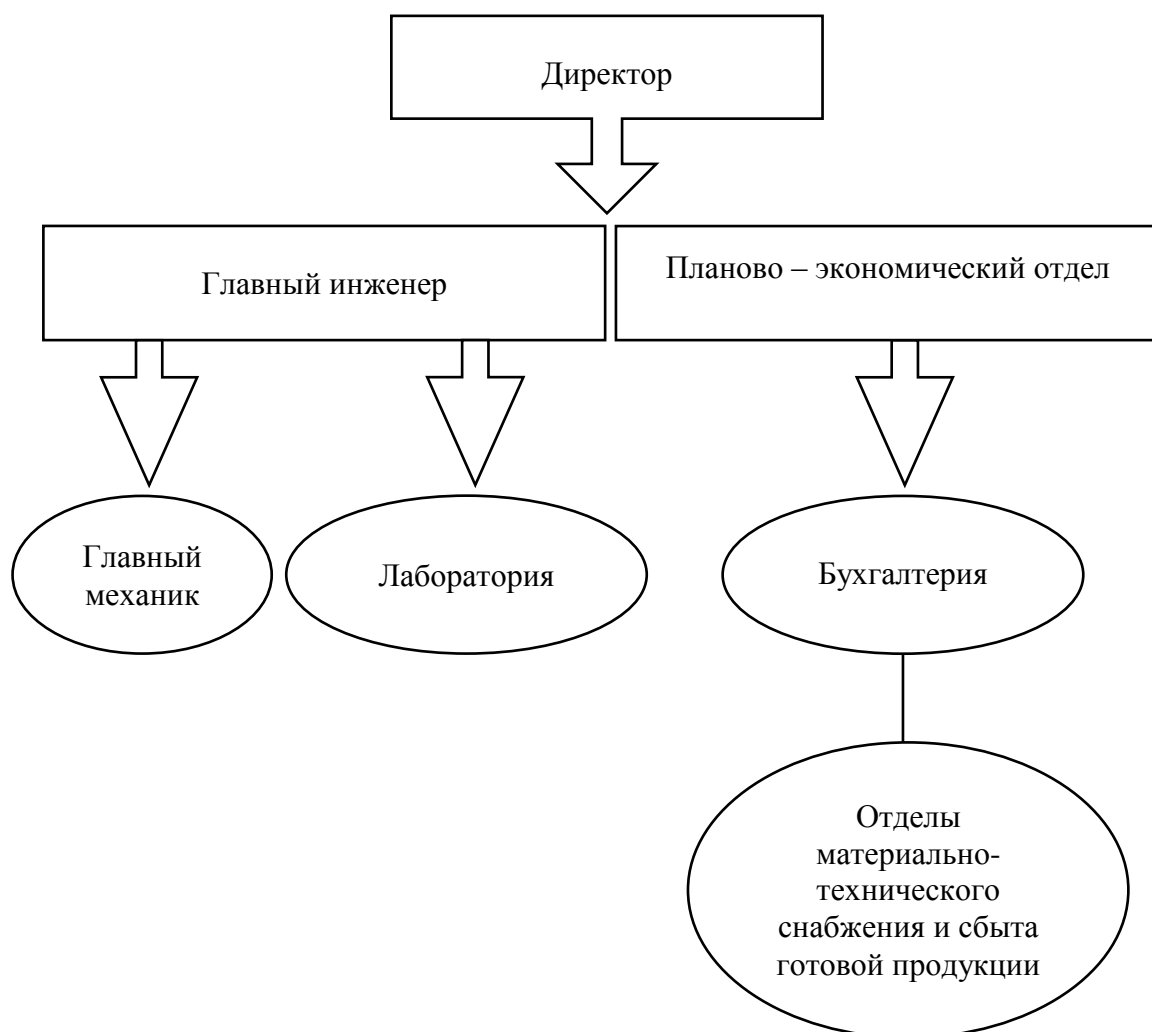 Директор
Главный инженер
Планово – экономический отдел
Главный
механик
Лаборатория
Бухгалтерия
Отделы
материально-
технического
снабжения и сбыта
готовой продукции